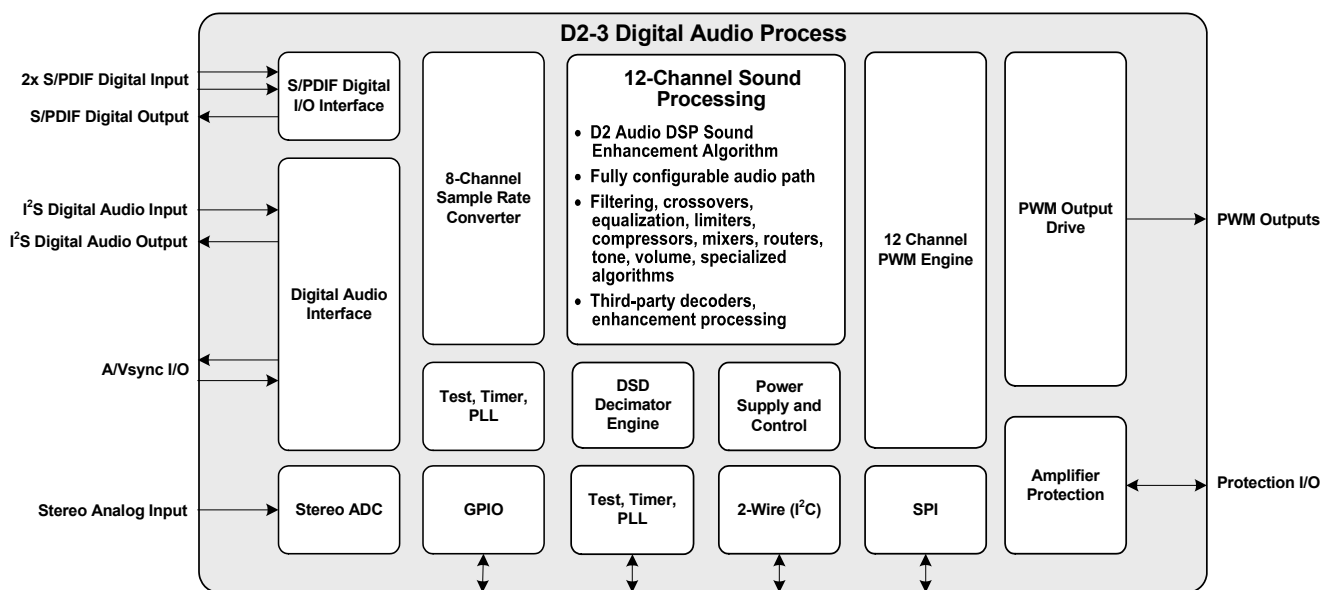 D2-3 Digital Audio Process
2x S/PDIF Digital Input
S/PDIF Digital Output
I²S Digital Audio Input
I²S Digital Audio Output
A/Vsync I/O
Stereo Analog Input
S/PDIF Digital
I/O Interface
Digital Audio
Interface
Stereo ADC
8-Channel
Sample Rate
Converter
Test, Timer,
PLL
GPIO
12-Channel Sound
Processing
• D2 Audio DSP Sound
Enhancement Algorithm
• Fully configurable audio path
• Filtering, crossovers,
equalization, limiters,
compressors, mixers, routers,
tone, volume, specialized
algorithms
• Third-party decoders,
enhancement processing
DSD
Decimator
Engine
Power
Supply and
Control
Test, Timer,
PLL
2-Wire (I²C)
12 Channel
PWM Engine
SPI
PWM Output
Drive
Amplifier
Protection
PWM Outputs
Protection I/O